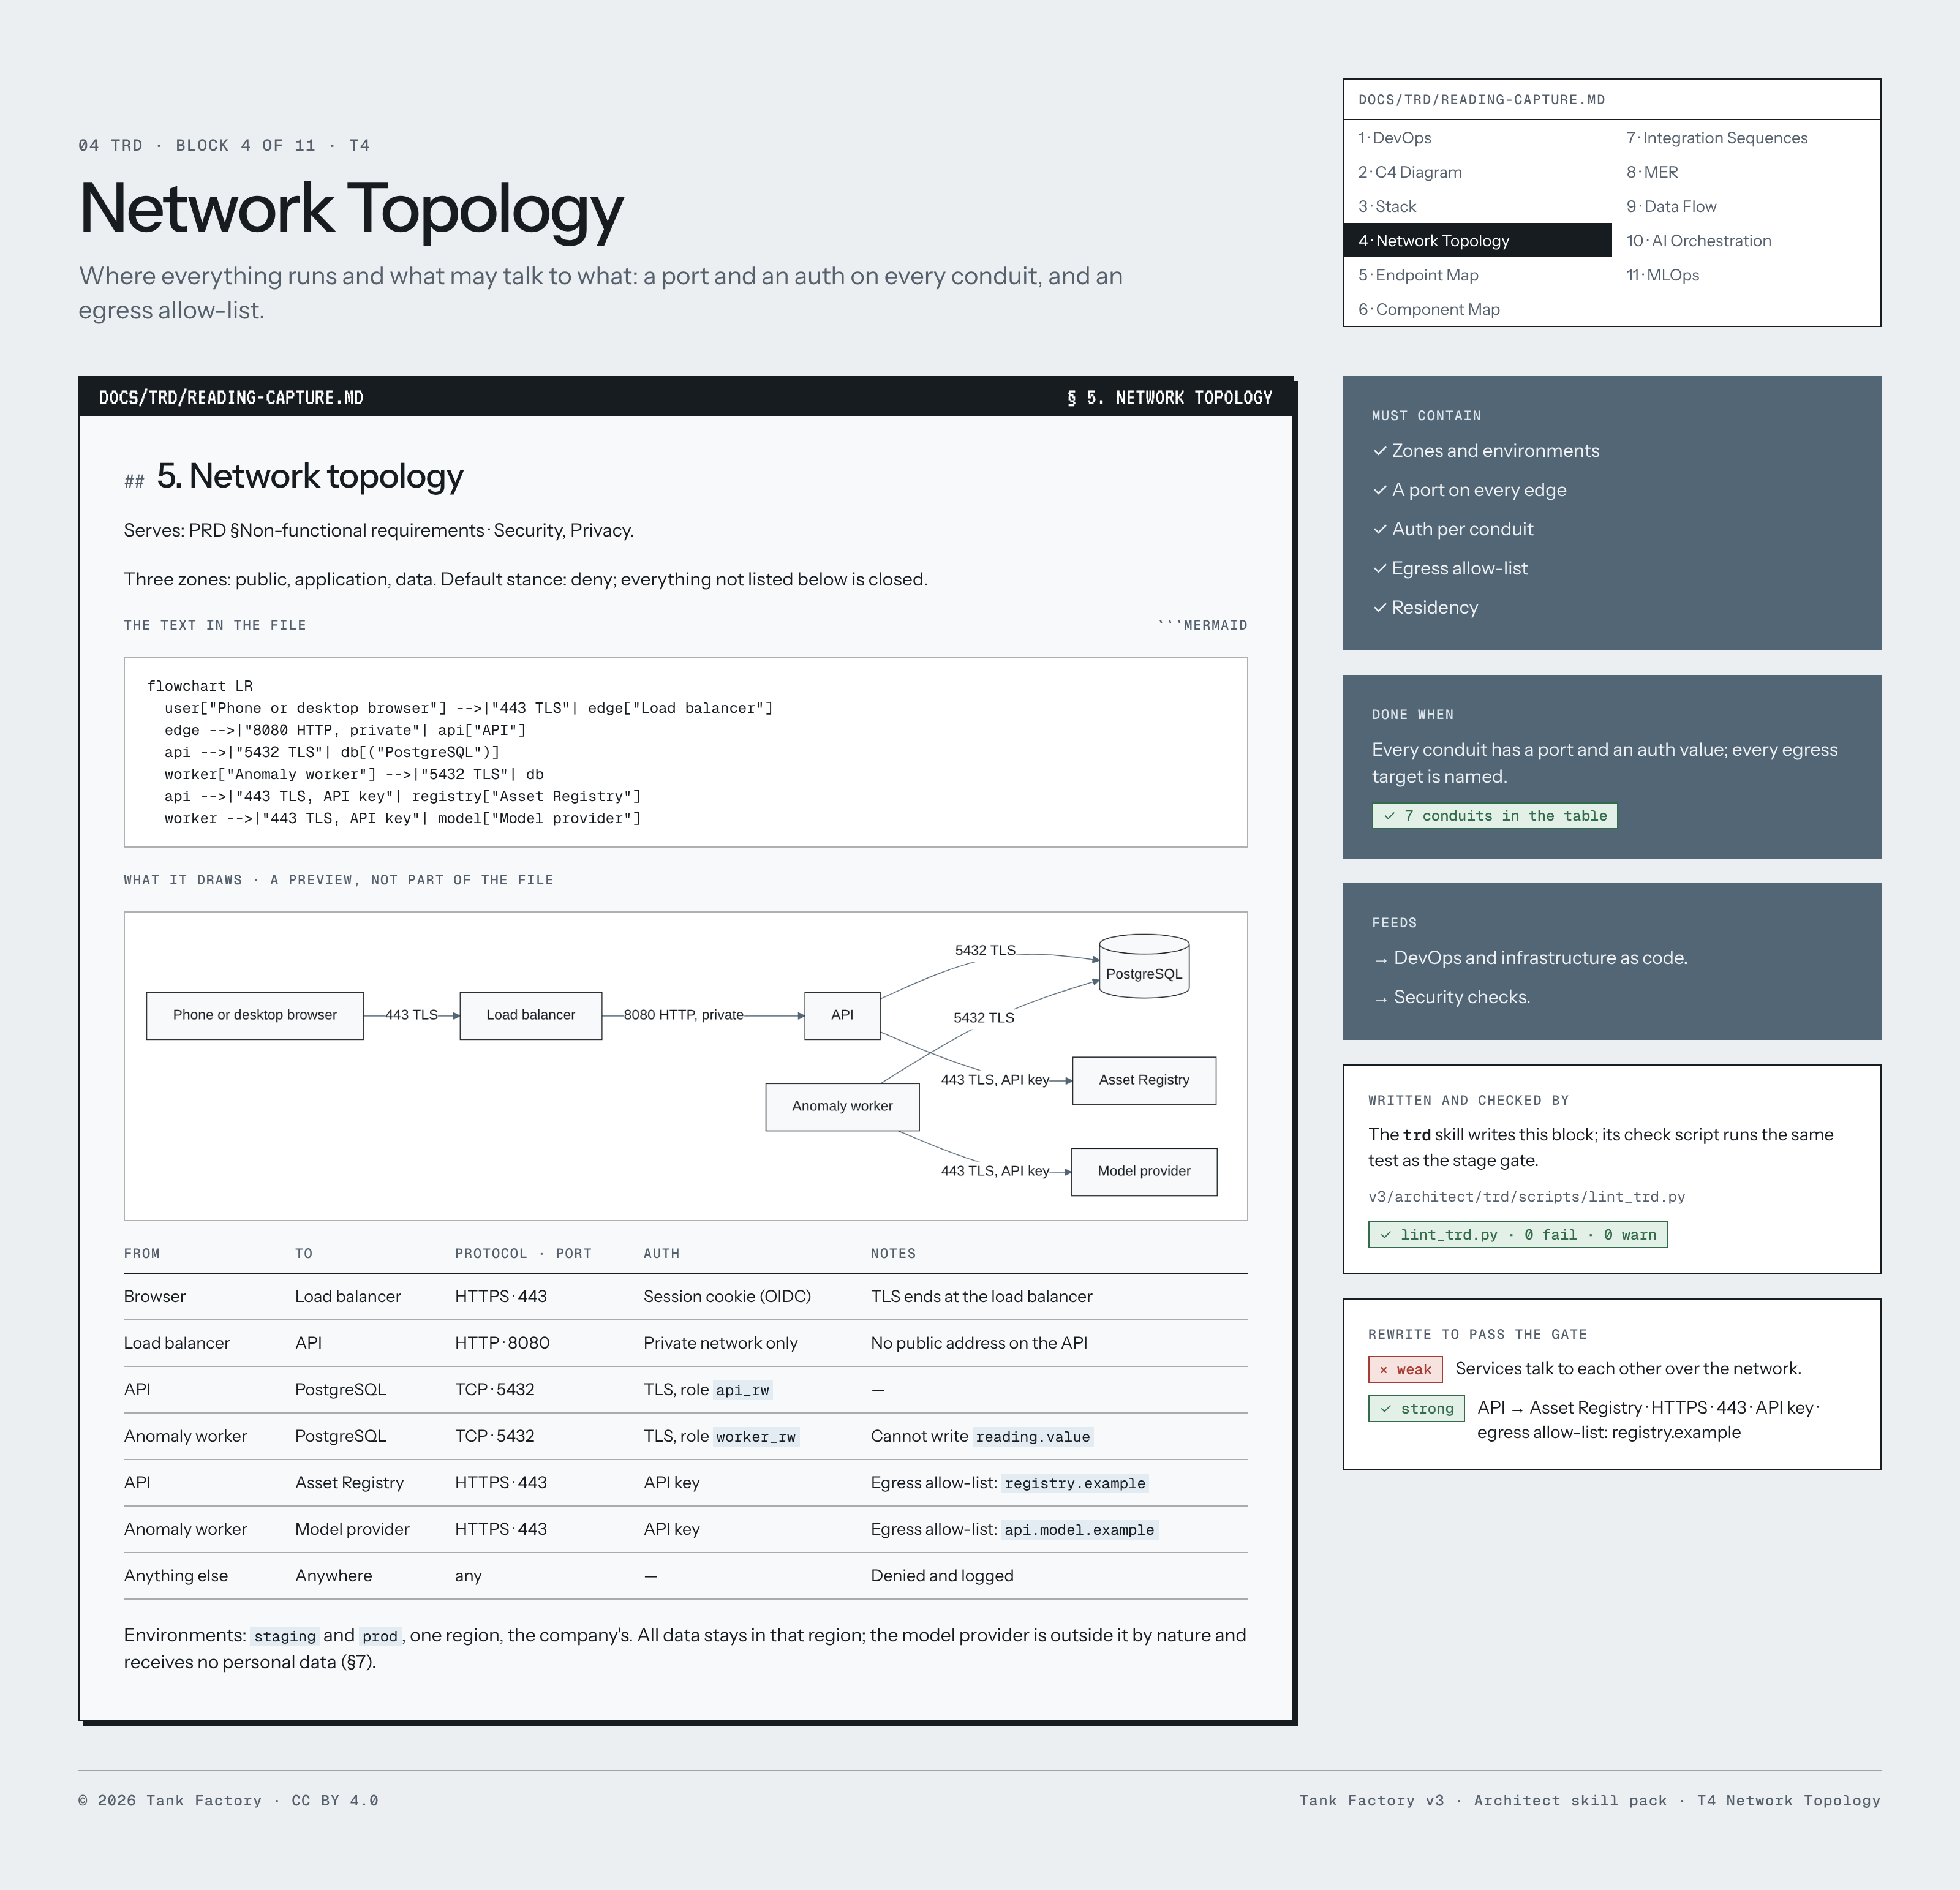 04 TRD · BLOCK 4 OF 11 · T4
Network Topology
Where everything runs and what may talk to what: a port and an auth on every conduit, and an
egress allow-list.
DOCS/TRD/READING-CAPTURE.MD
1 · DevOps
2 · C4 Diagram
3 · Stack
4 · Network Topology
5 · Endpoint Map
6 · Component Map
7 · Integration Sequences
8 · MER
9 · Data Flow
10 · AI Orchestration
11 · MLOps
DOCS/TRD/READING-CAPTURE.MD § 5. NETWORK TOPOLOGY
## 5. Network topology
Serves: PRD §Non-functional requirements · Security, Privacy.
Three zones: public, application, data. Default stance: deny; everything not listed below is closed.
THE TEXT IN THE FILE ```MERMAID
flowchart LR
user["Phone or desktop browser"] -->|"443 TLS"| edge["Load balancer"]
edge -->|"8080 HTTP, private"| api["API"]
api -->|"5432 TLS"| db[("PostgreSQL")]
worker["Anomaly worker"] -->|"5432 TLS"| db
api -->|"443 TLS, API key"| registry["Asset Registry"]
worker -->|"443 TLS, API key"| model["Model provider"]
WHAT IT DRAWS · A PREVIEW, NOT PART OF THE FILE
5432 TLS
PostgreSQL
Phone or desktop browser 443 TLS Load balancer 8080 HTTP, private API
5432 TLS
443 TLS, API key Asset Registry
Anomaly worker
443 TLS, API key Model provider
FROM TO PROTOCOL · PORT AUTH NOTES
Browser Load balancer HTTPS · 443 Session cookie (OIDC) TLS ends at the load balancer
Load balancer API HTTP · 8080 Private network only No public address on the API
API PostgreSQL TCP · 5432 TLS, role api_rw —
Anomaly worker PostgreSQL TCP · 5432 TLS, role worker_rw Cannot write reading.value
API Asset Registry HTTPS · 443 API key Egress allow-list: registry.example
Anomaly worker Model provider HTTPS · 443 API key Egress allow-list: api.model.example
Anything else Anywhere any — Denied and logged
Environments: staging and prod, one region, the company's. All data stays in that region; the model provider is outside it by nature and
receives no personal data (§7).
MUST CONTAIN
✓ Zones and environments
✓ A port on every edge
✓ Auth per conduit
✓ Egress allow-list
✓ Residency
DONE WHEN
Every conduit has a port and an auth value; every egress
target is named.
✓ 7 conduits in the table
FEEDS
→ DevOps and infrastructure as code.
→ Security checks.
WRITTEN AND CHECKED BY
The trd skill writes this block; its check script runs the same
test as the stage gate.
v3/architect/trd/scripts/lint_trd.py
✓ lint_trd.py · 0 fail · 0 warn
REWRITE TO PASS THE GATE
× weak Services talk to each other over the network.
✓ strong API → Asset Registry · HTTPS · 443 · API key ·
egress allow-list: registry.example
© 2026 Tank Factory · CC BY 4.0
Tank Factory v3 · Architect skill pack · T4 Network Topology